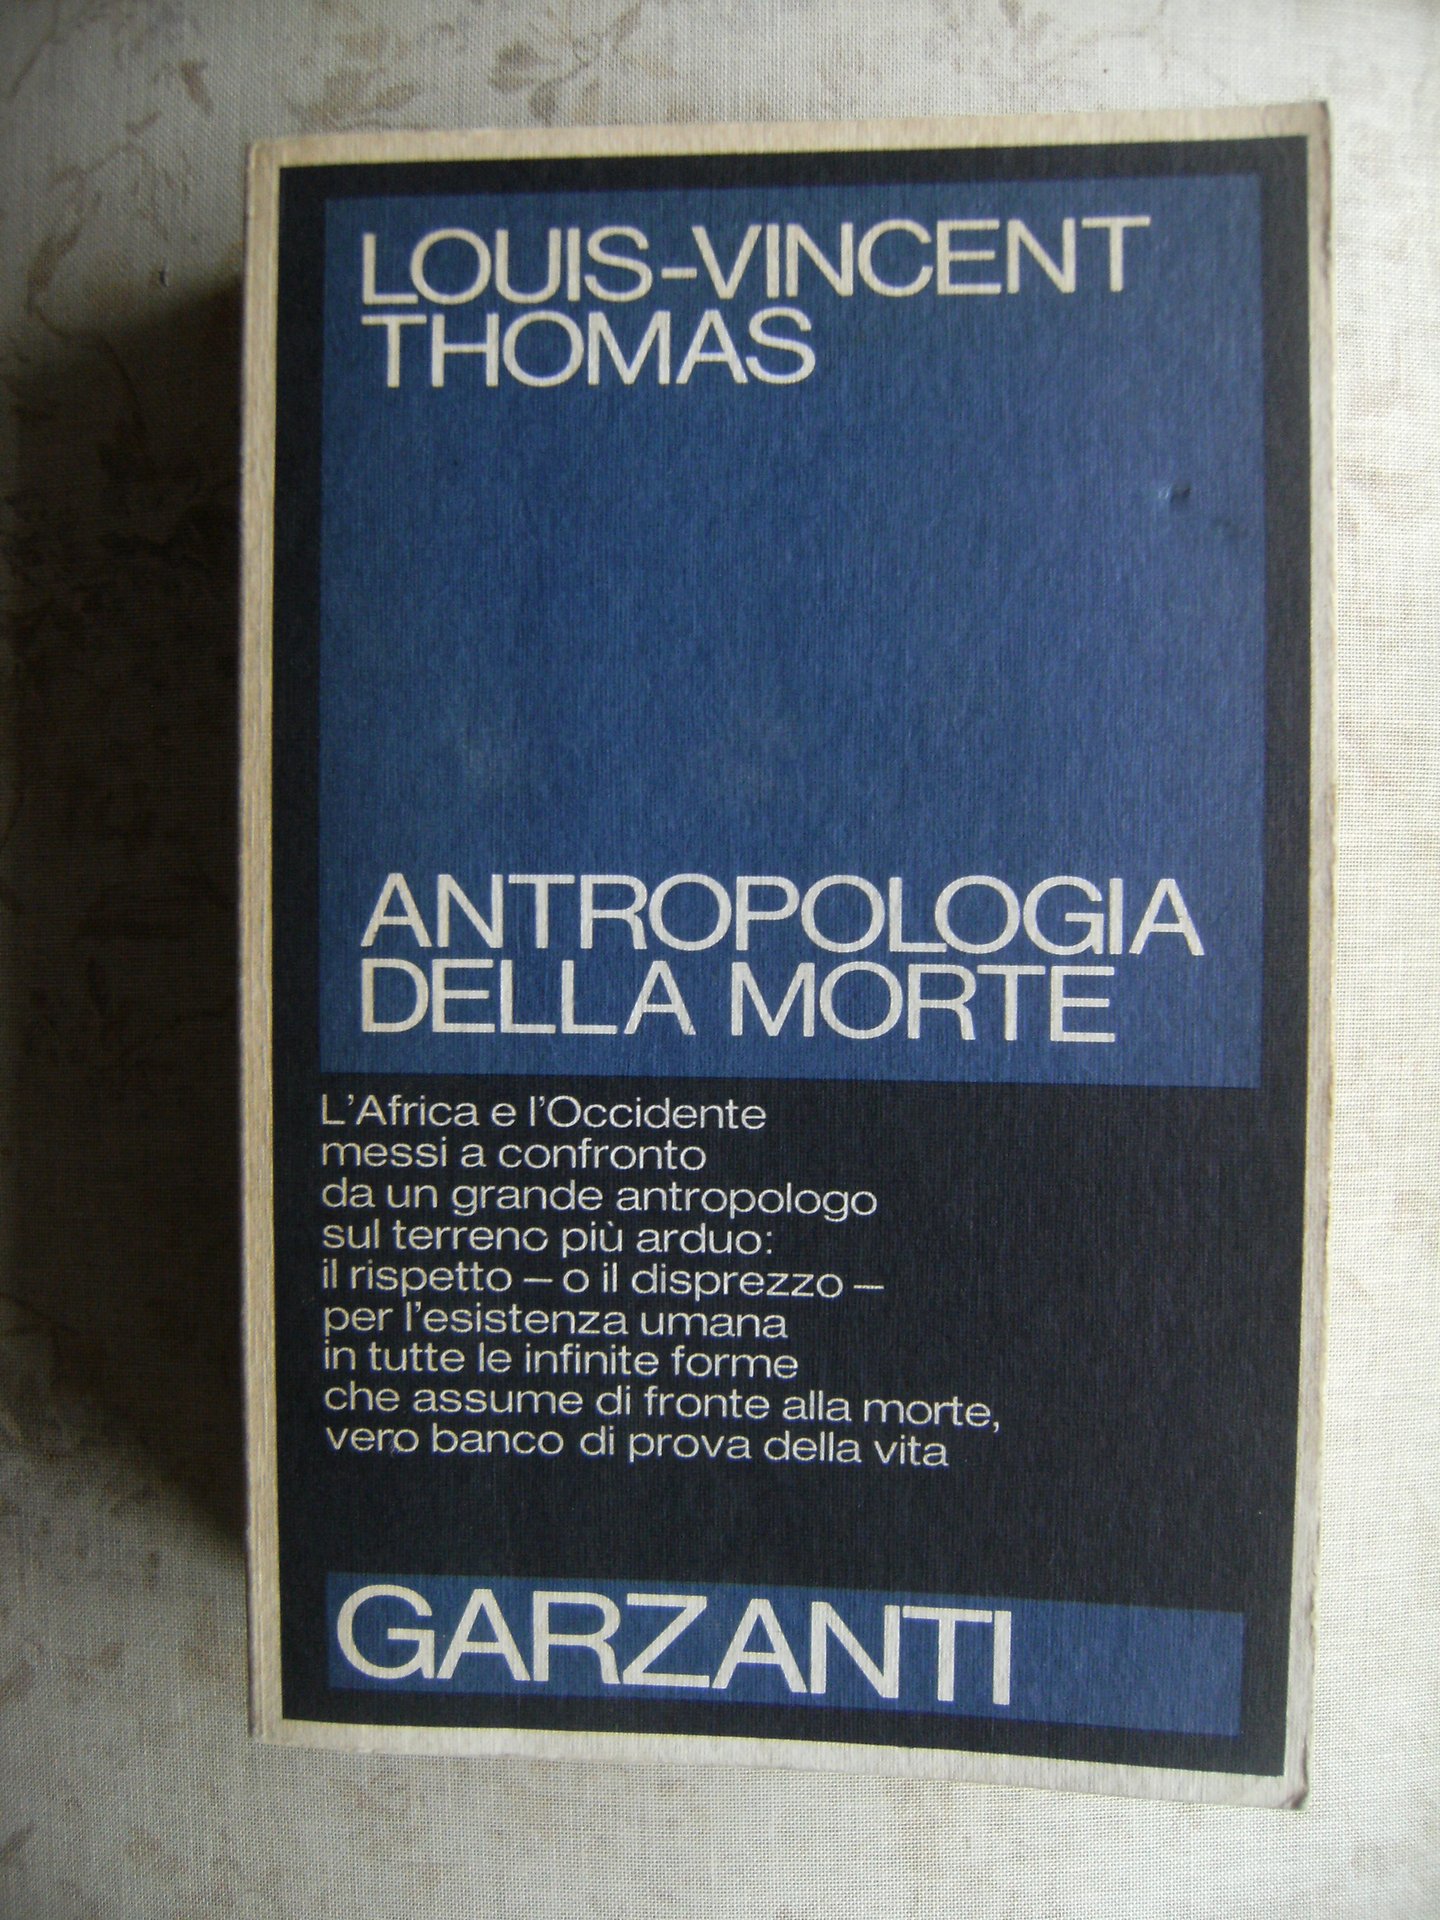 LOUIS-VINCENT
THOMAS
ANTROPOLOGIA
DELLA MORTE
L'Africa e l'Occidente
messi a confronto
da un grande antropologo
sul terreno più arduo:
il rispetto – o il disprezzo –
per l'esistenza umana
in tutte le infinite forme
che assume di fronte alla morte,
vero banco di prova della vita
GARZANTI